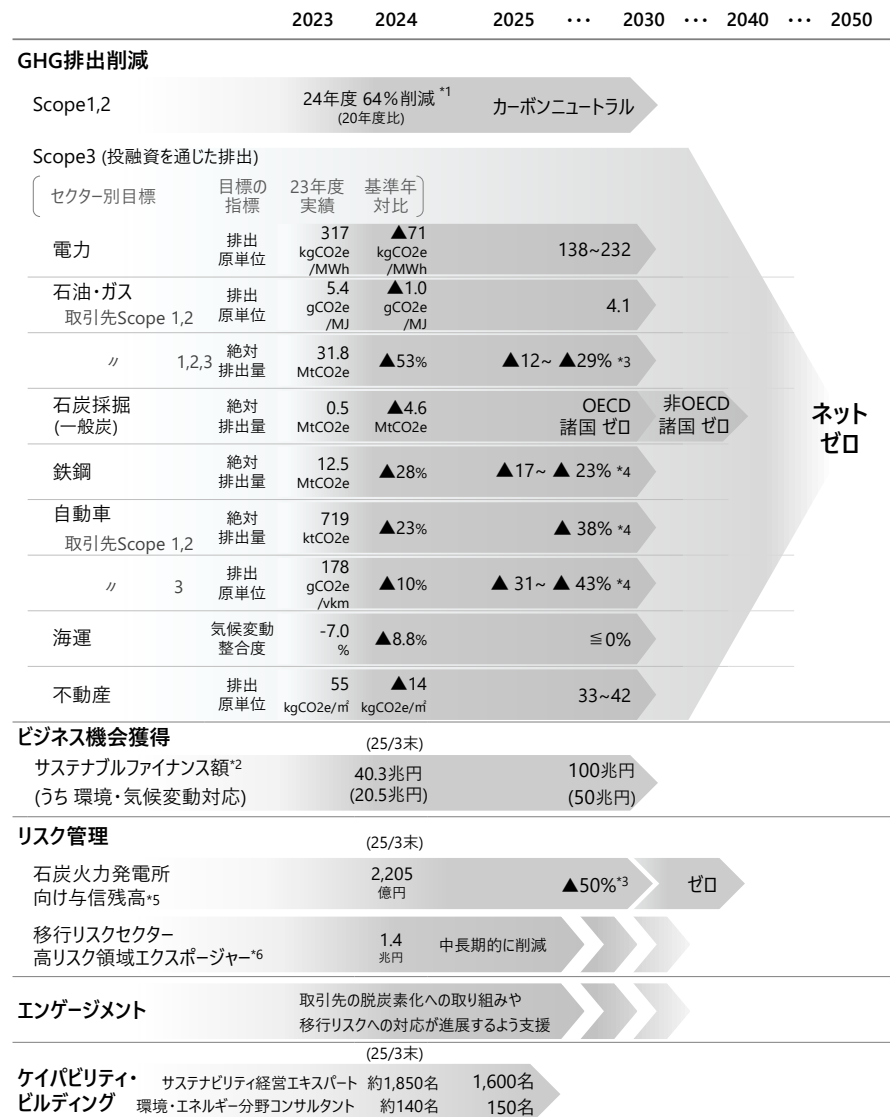 2023 2024 2025 ··· 2030 ··· 2040 ··· 2050
GHG排出削減
Scope1,2
24年度 64%削減 *1
(20年度比)
カーボンニュートラル
Scope3 (投融資を通じた排出)
セクター別目標
目標の
指標
23年度
実績
基準年
対比
電力
排出
原単位
317
kgCO2e
/MWh
▲71
kgCO2e
/MWh
138~232
石油・ガス
取引先Scope 1,2
排出
原単位
5.4
gCO2e
/MJ
▲1.0
gCO2e
/MJ
4.1
〃 1,2,3
絶対
排出量
31.8
MtCO2e
▲53%
▲12~ ▲29% *3
石炭採掘
(一般炭)
絶対
排出量
0.5
MtCO2e
▲4.6
MtCO2e
OECD
諸国 ゼロ
非OECD
諸国 ゼロ
ネット
ゼロ
鉄鋼
絶対
排出量
12.5
MtCO2e
▲28%
▲17~ ▲ 23% *4
自動車
取引先Scope 1,2
絶対
排出量
719
ktCO2e
▲23%
▲ 38% *4
〃 3
排出
原単位
178
gCO2e
/vkm
▲10%
▲ 31~ ▲ 43% *4
海運
気候変動
整合度
-7.0
%
▲8.8%
≦0%
不動産
排出
原単位
55
kgCO2e/㎡
▲14
kgCO2e/㎡
33~42
ビジネス機会獲得
(25/3末)
サステナブルファイナンス額*2
(うち 環境・気候変動対応)
40.3兆円
(20.5兆円)
100兆円
(50兆円)
リスク管理
(25/3末)
石炭火力発電所
向け与信残高*5
2,205
億円
▲50%*3
ゼロ
移行リスクセクター
高リスク領域エクスポージャー*6
1.4
兆円
中長期的に削減
エンゲージメント
取引先の脱炭素化への取り組みや
移行リスクへの対応が進展するよう支援
(25/3末)
ケイパビリティ・
ビルディング
サステナビリティ経営エキスパート 約1,850名 1,600名
環境・エネルギー分野コンサルタント 約140名 150名